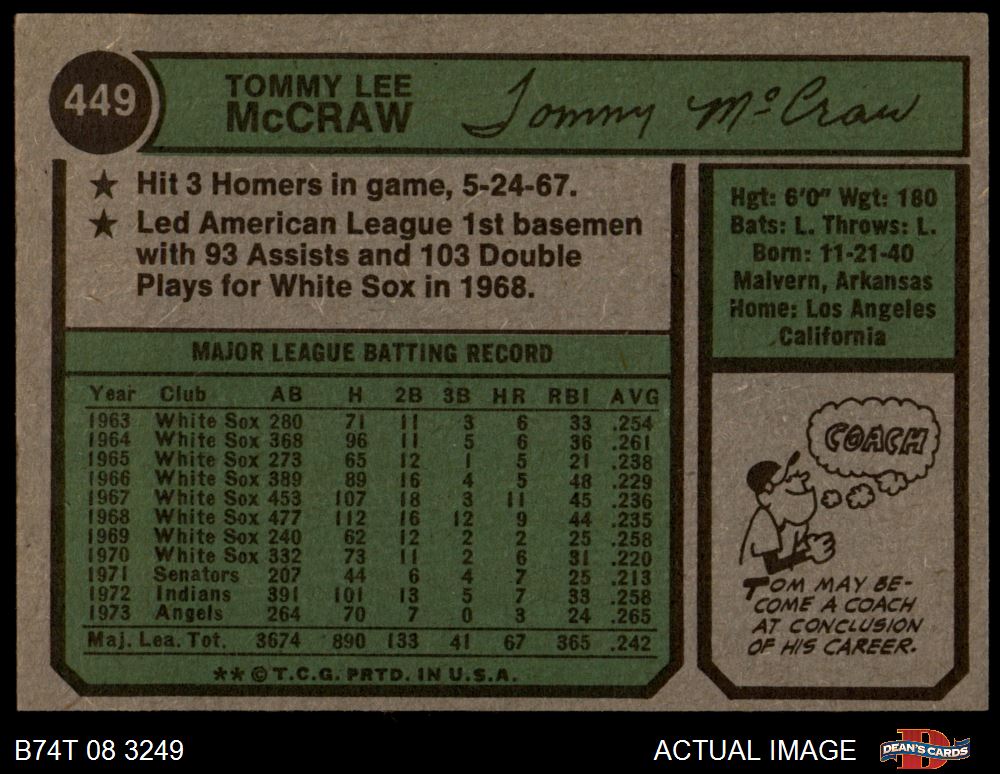 449
TOMMY LEE
McCRAW
Tommy McCraw
★ Hit 3 Homers in game, 5-24-67.
★ Led American League 1st basemen
with 93 Assists and 103 Double
Plays for White Sox in 1968.
Hgt: 6'0" Wgt: 180
Bats: L. Throws: L.
Born: 11-21-40
Malvern, Arkansas
Home: Los Angeles
California
MAJOR LEAGUE BATTING RECORD
Year Club AB H 2B 3B HR RBI AVG
1963 White Sox 280 71 11 3 6 33 .254
1964 White Sox 368 96 11 5 6 36 .261
1965 White Sox 273 65 12 1 5 21 .238
1966 White Sox 389 89 16 4 5 48 .229
1967 White Sox 453 107 18 3 11 45 .236
1968 White Sox 477 112 16 12 9 44 .235
1969 White Sox 240 62 12 2 2 25 .258
1970 White Sox 332 73 11 2 6 31 .220
1971 Senators 207 44 6 4 7 25 .213
1972 Indians 391 101 13 5 7 33 .258
1973 Angels 264 70 7 0 3 24 .265
Maj. Lea. Tot. 3674 890 133 41 67 365 .242
** © T.C.G. PRTD. IN U.S.A.
COACH
TOM MAY BE-
COME A COACH
AT CONCLUSION
OF HIS CAREER.
B74T 08 3249
ACTUAL IMAGE
DEAN'S CARDS